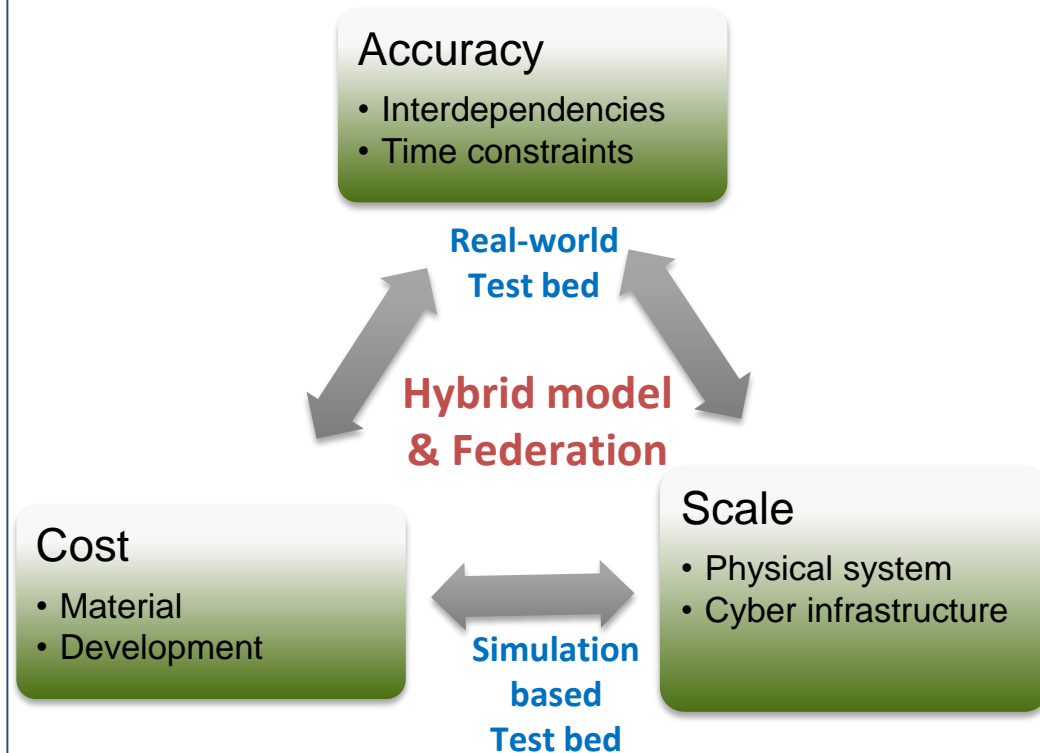 Accuracy
• Interdependencies
• Time constraints
Real-world
Test bed
Hybrid model
& Federation
Cost
• Material
• Development
Scale
• Physical system
• Cyber infrastructure
Simulation
based
Test bed